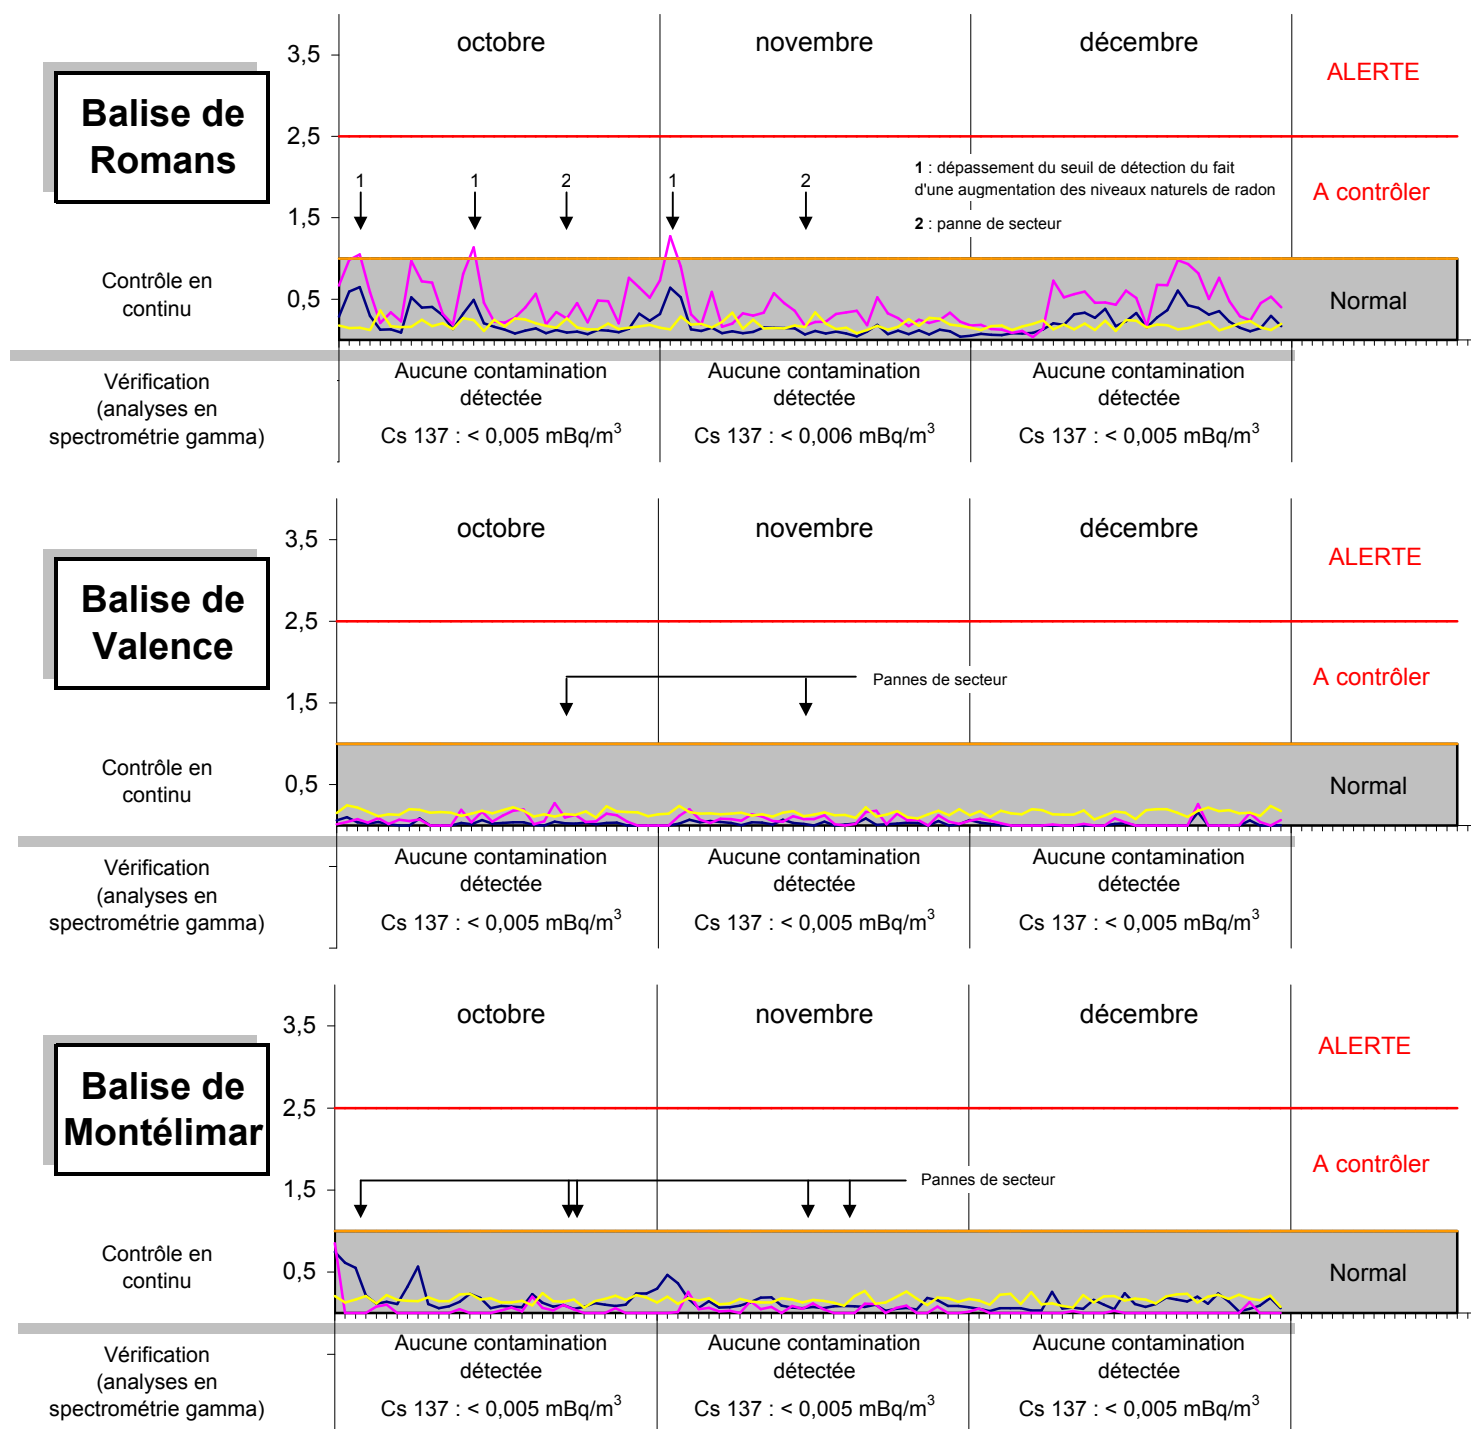 octobre novembre décembre
3,5
ALERTE
Balise de
Romans
2,5
1 1 2 1 2
1 : dépassement du seuil de détection du fait
d'une augmentation des niveaux naturels de radon
A contrôler
1,5
2 : panne de secteur
Contrôle en
continu
0,5
Normal
Vérification
(analyses en
spectrométrie gamma)
Aucune contamination
détectée
Cs 137 : < 0,005 mBq/m³
Aucune contamination
détectée
Cs 137 : < 0,006 mBq/m³
Aucune contamination
détectée
Cs 137 : < 0,005 mBq/m³
octobre novembre décembre
3,5
ALERTE
Balise de
Valence
2,5
Pannes de secteur
A contrôler
1,5
Contrôle en
continu
0,5
Normal
Vérification
(analyses en
spectrométrie gamma)
Aucune contamination
détectée
Cs 137 : < 0,005 mBq/m³
Aucune contamination
détectée
Cs 137 : < 0,005 mBq/m³
Aucune contamination
détectée
Cs 137 : < 0,005 mBq/m³
octobre novembre décembre
3,5
ALERTE
Balise de
Montélimar
2,5
Pannes de secteur
A contrôler
1,5
Contrôle en
continu
0,5
Normal
Vérification
(analyses en
spectrométrie gamma)
Aucune contamination
détectée
Cs 137 : < 0,005 mBq/m³
Aucune contamination
détectée
Cs 137 : < 0,005 mBq/m³
Aucune contamination
détectée
Cs 137 : < 0,005 mBq/m³